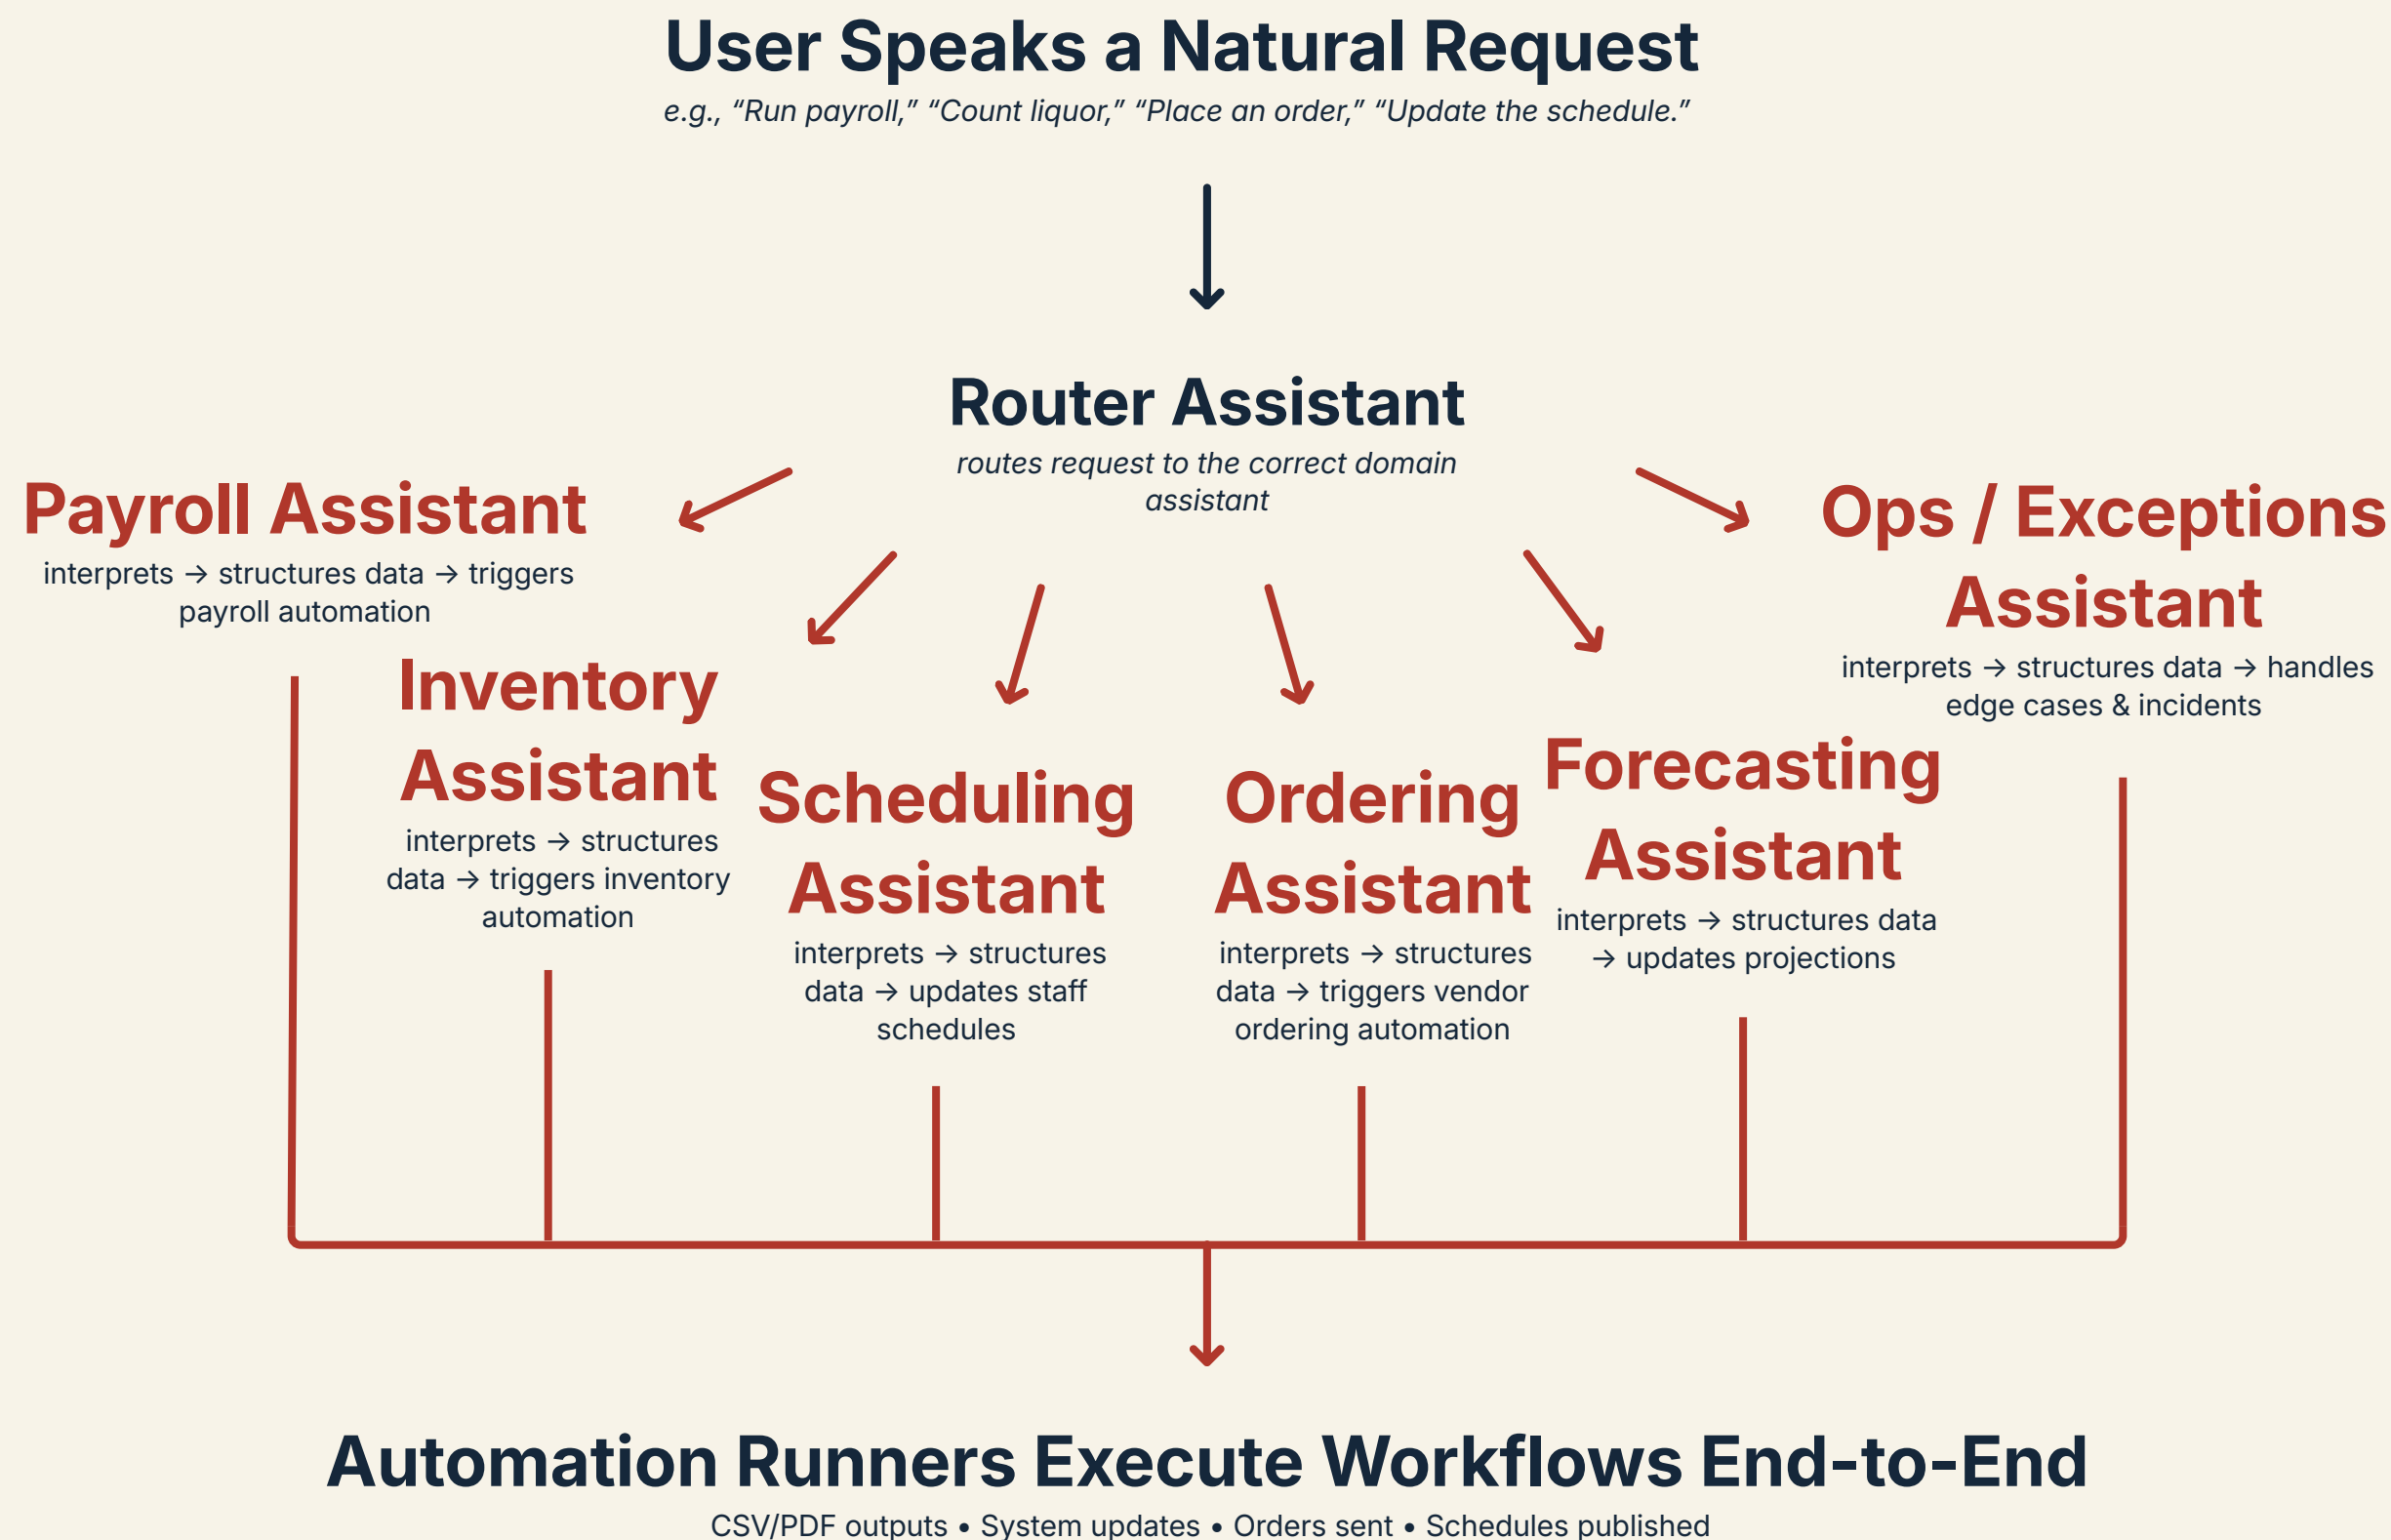 User Speaks a Natural Request
e.g., “Run payroll,” “Count liquor,” “Place an order,” “Update the schedule.”
Router Assistant
routes request to the correct domain
assistant
Payroll Assistant
interprets → structures data → triggers
payroll automation
Inventory
Assistant
interprets → structures
data → triggers inventory
automation
Scheduling
Assistant
interprets → structures
data → updates staff
schedules
Ordering
Assistant
interprets → structures
data → triggers vendor
ordering automation
Forecasting
Assistant
interprets → structures data
→ updates projections
Ops / Exceptions
Assistant
interprets → structures data → handles
edge cases & incidents
Automation Runners Execute Workflows End-to-End
CSV/PDF outputs • System updates • Orders sent • Schedules published